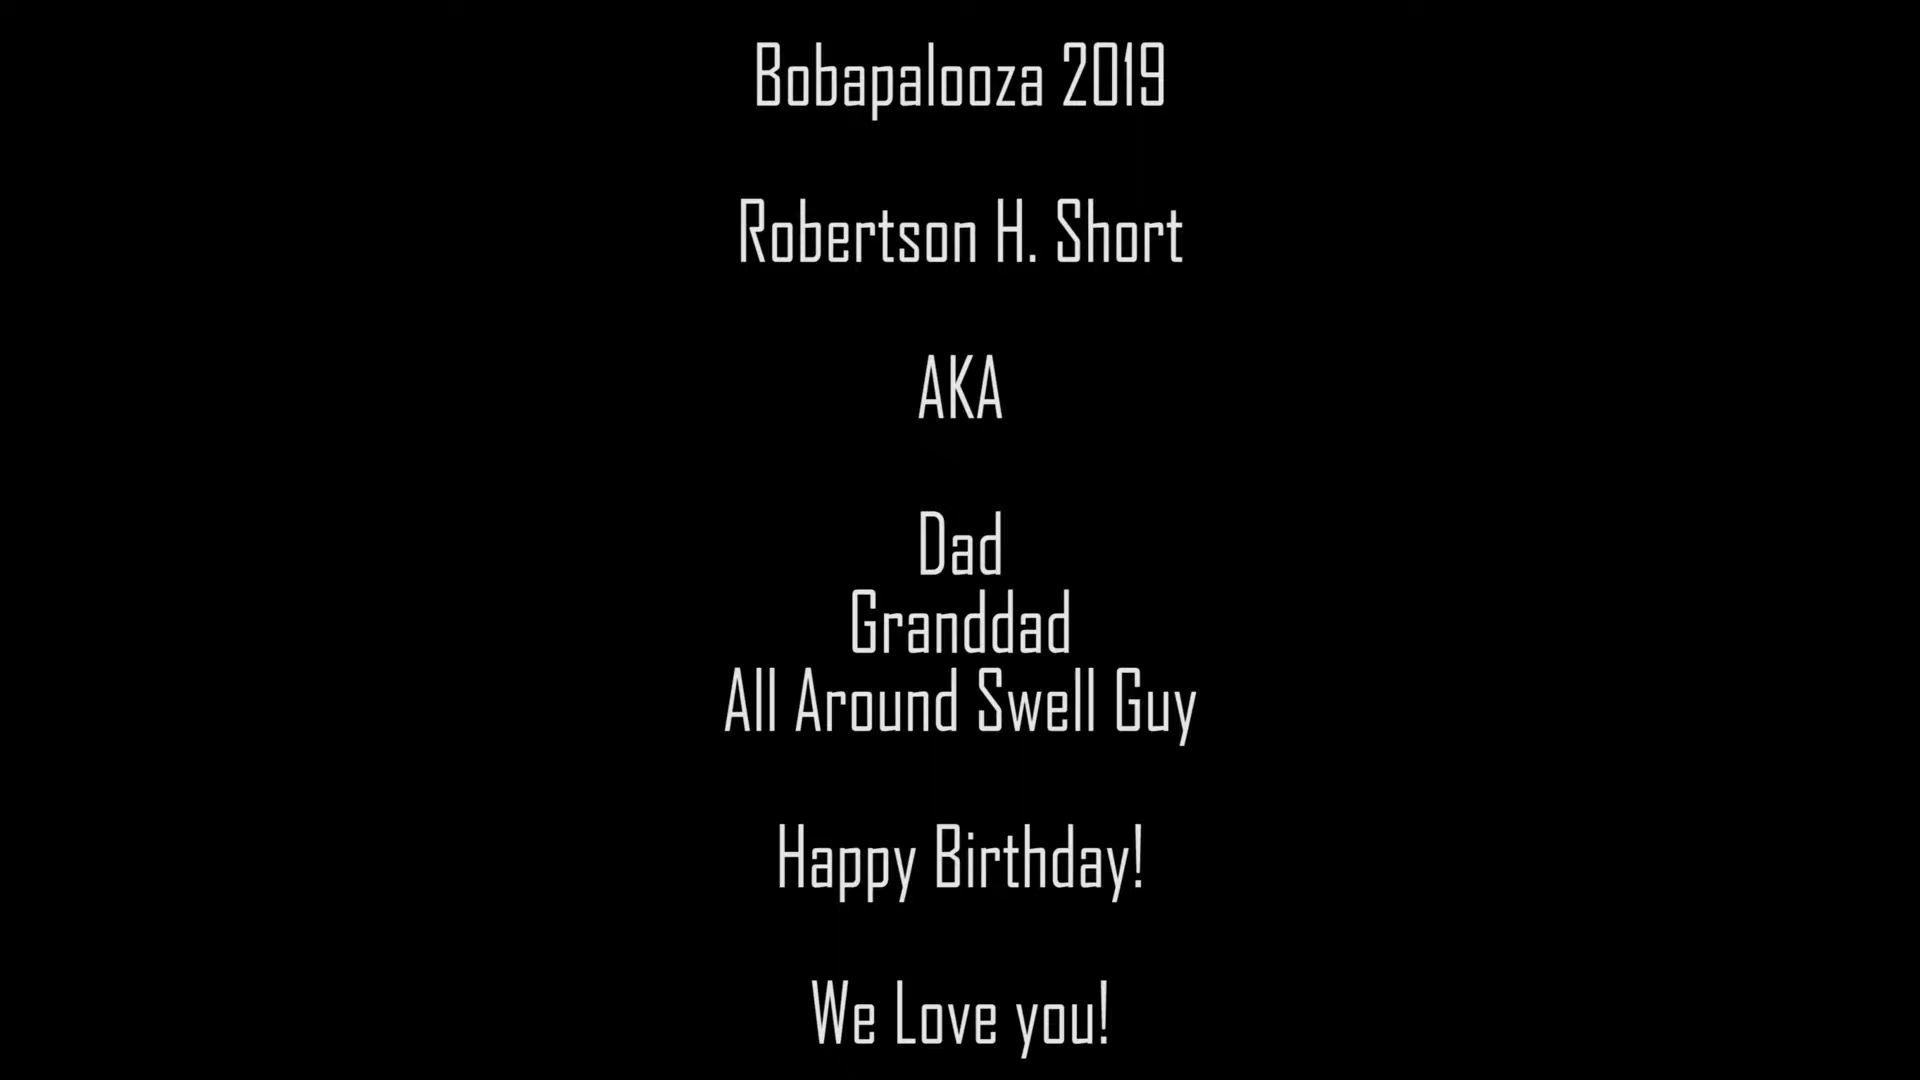 Bobapalooza 2019
Robertson H. Short
AKA
Dad
Granddad
All Around Swell Guy
Happy Birthday!
We Love you!